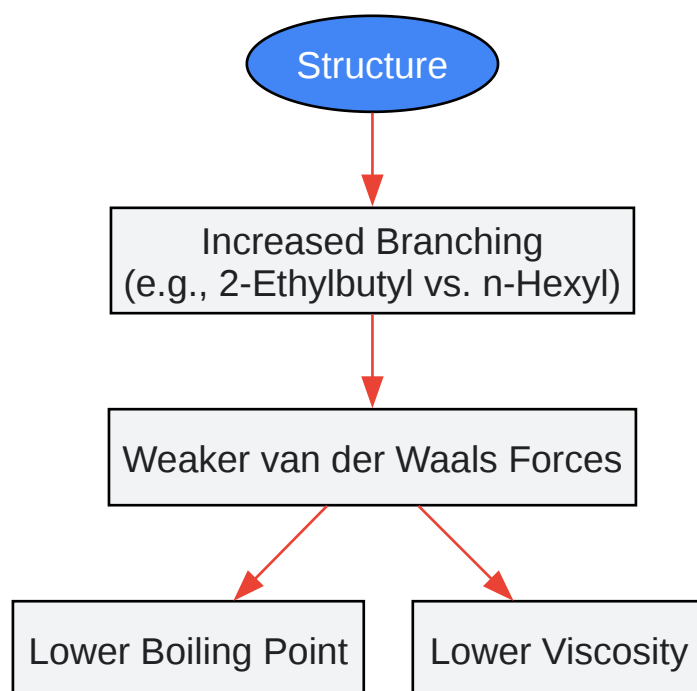 Structure
Increased Branching
(e.g., 2-Ethylbutyl vs. n-Hexyl)
Weaker van der Waals Forces
Lower Boiling Point
Lower Viscosity